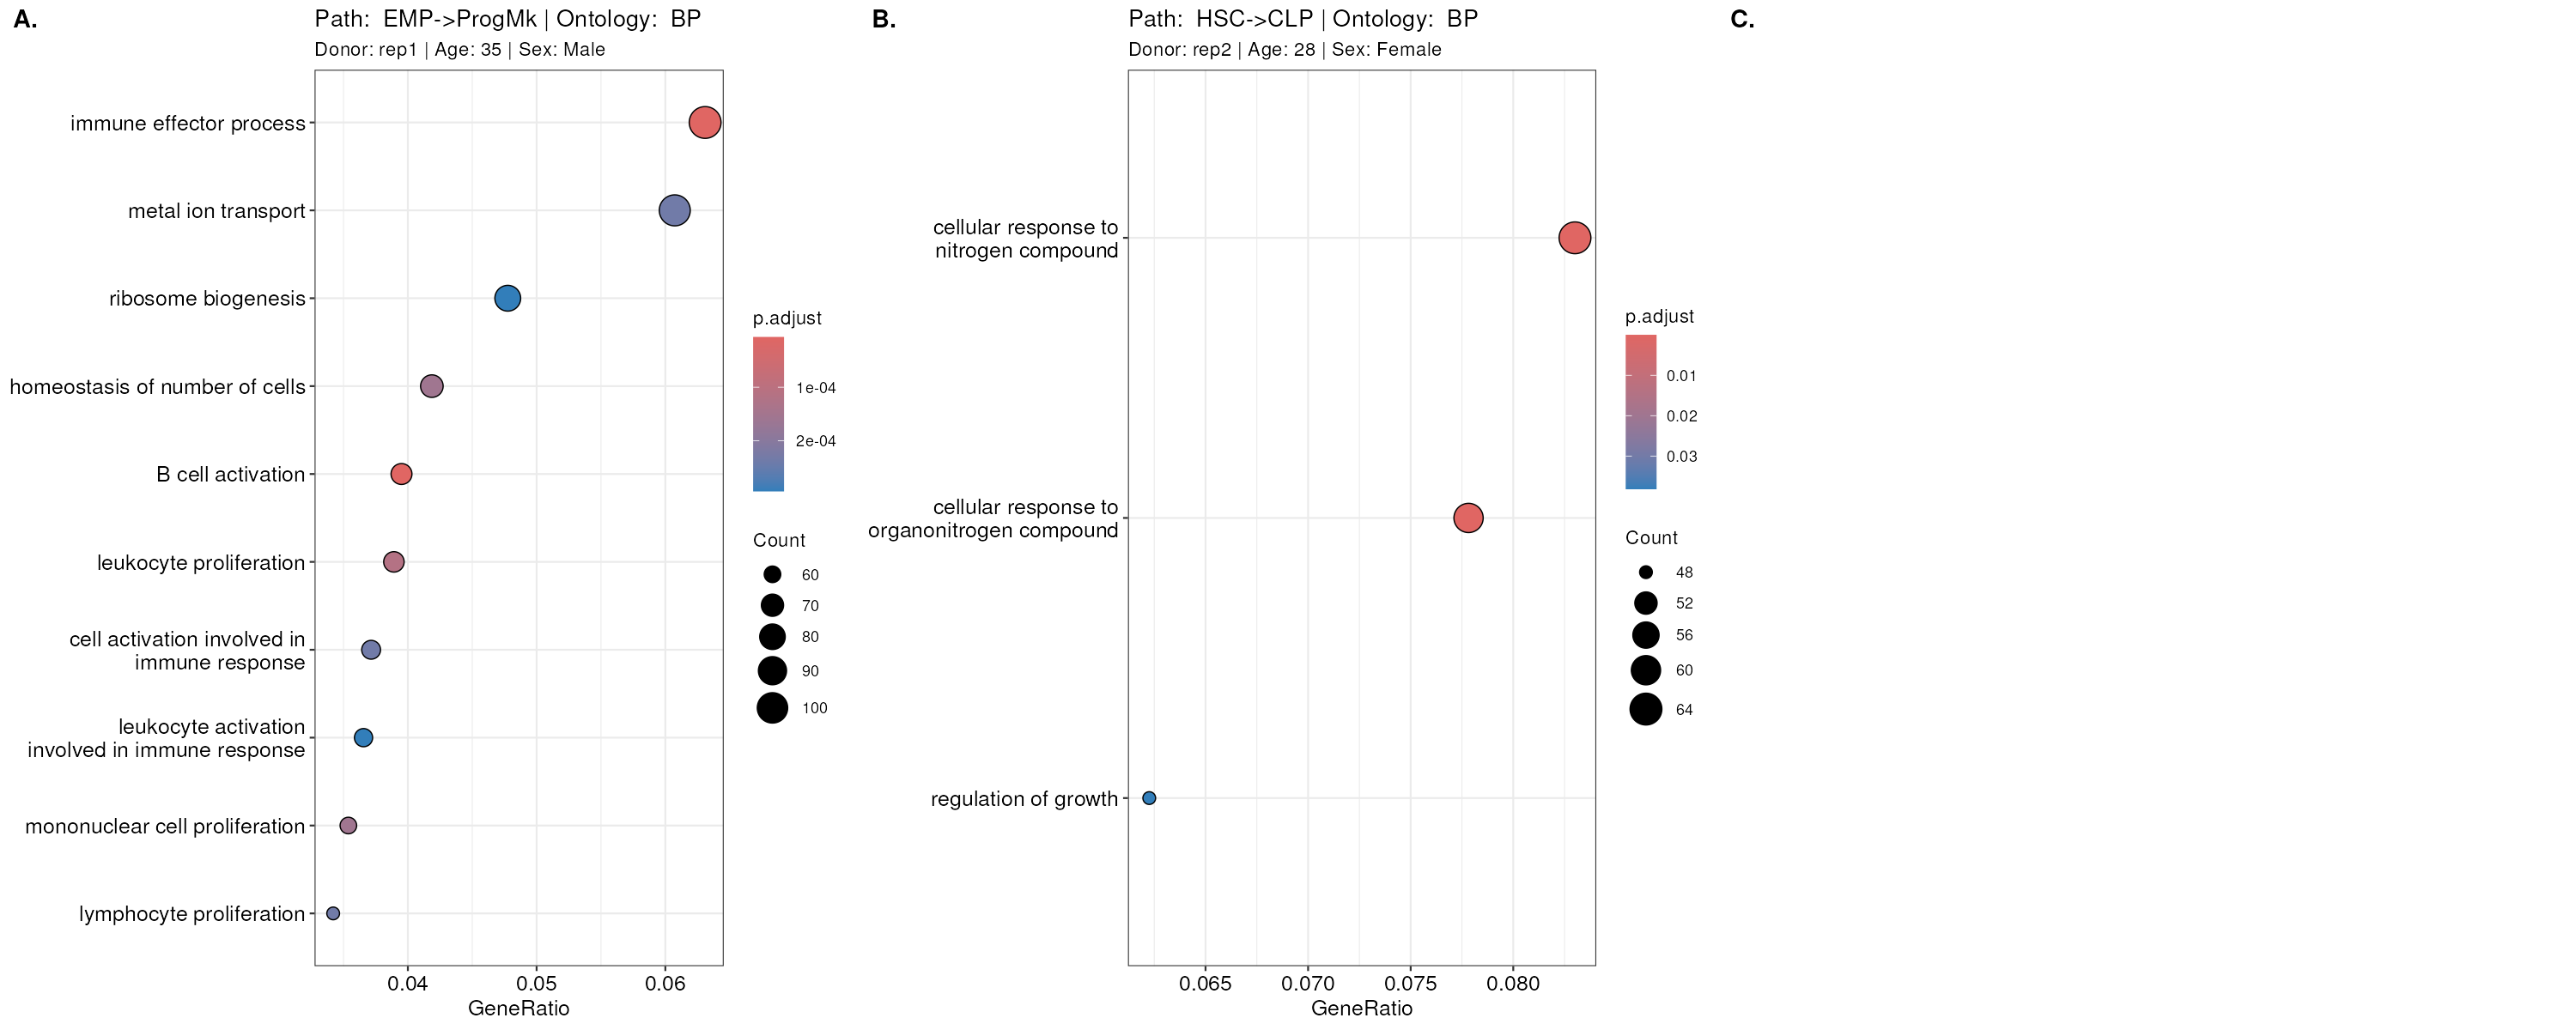 A.
Path:  EMP->ProgMk | Ontology:  BP
Donor: rep1 | Age: 35 | Sex: Male
immune effector process
metal ion transport
ribosome biogenesis
homeostasis of number of cells
B cell activation
leukocyte proliferation
cell activation involved in
immune response
leukocyte activation
involved in immune response
mononuclear cell proliferation
lymphocyte proliferation
0.04
0.05
0.06
GeneRatio
p.adjust
1e-04
2e-04
Count
60
70
80
90
100
B.
Path:  HSC->CLP | Ontology:  BP
Donor: rep2 | Age: 28 | Sex: Female
cellular response to
nitrogen compound
cellular response to
organonitrogen compound
regulation of growth
0.065
0.070
0.075
0.080
GeneRatio
p.adjust
0.01
0.02
0.03
Count
48
52
56
60
64
C.